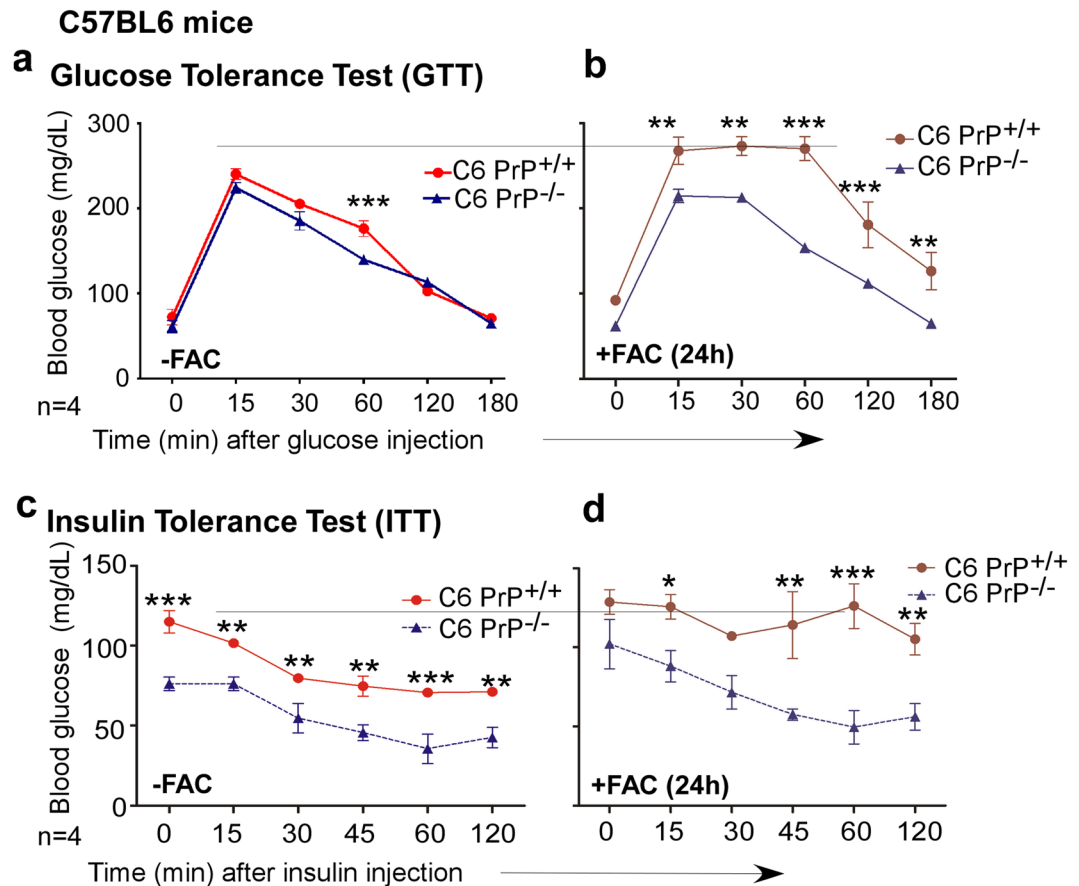 C57BL6 mice
a Glucose Tolerance Test (GTT)
b
Blood glucose (mg/dL)
300
200
100
0
C6 PrP+/+
C6 PrP-/-
***
-FAC
0 15 30 60 120 180
n=4
** ** *** *** **
C6 PrP+/+
C6 PrP-/-
+FAC (24h)
0 15 30 60 120 180
Time (min) after glucose injection
c Insulin Tolerance Test (ITT)
d
Blood glucose (mg/dL)
150
100
50
0
*** ** ** ** *** **
C6 PrP+/+
C6 PrP-/-
-FAC
0 15 30 45 60 120
n=4
* ** *** **
C6 PrP+/+
C6 PrP-/-
+FAC (24h)
0 15 30 45 60 120
Time (min) after insulin injection